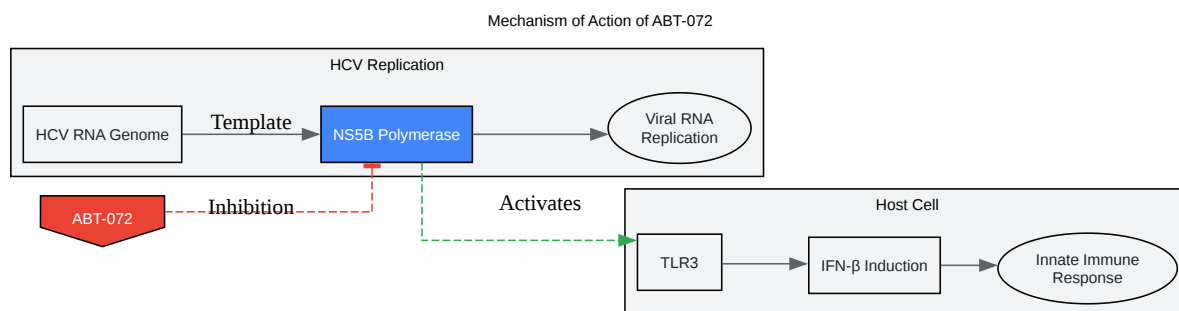 Mechanism of Action of ABT-072
HCV Replication
HCV RNA Genome
Template
NS5B Polymerase
Viral RNA
Replication
ABT-072
Inhibition
Activates
Host Cell
TLR3
IFN-β Induction
Innate Immune
Response